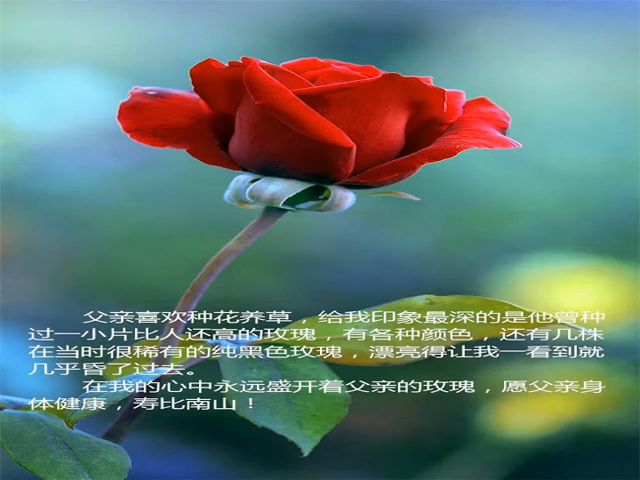 父亲喜欢种花养草　给我印象最深的是他曾种
过一小片比人还高的玫瑰，有各种颜色，还有几株
在当时很稀有的纯黑色玫瑰，漂亮得让我一看到就
几乎昏了过去。
在我的心中永远盛开着父亲的玫瑰，愿父亲身
体健康，寿比南山！